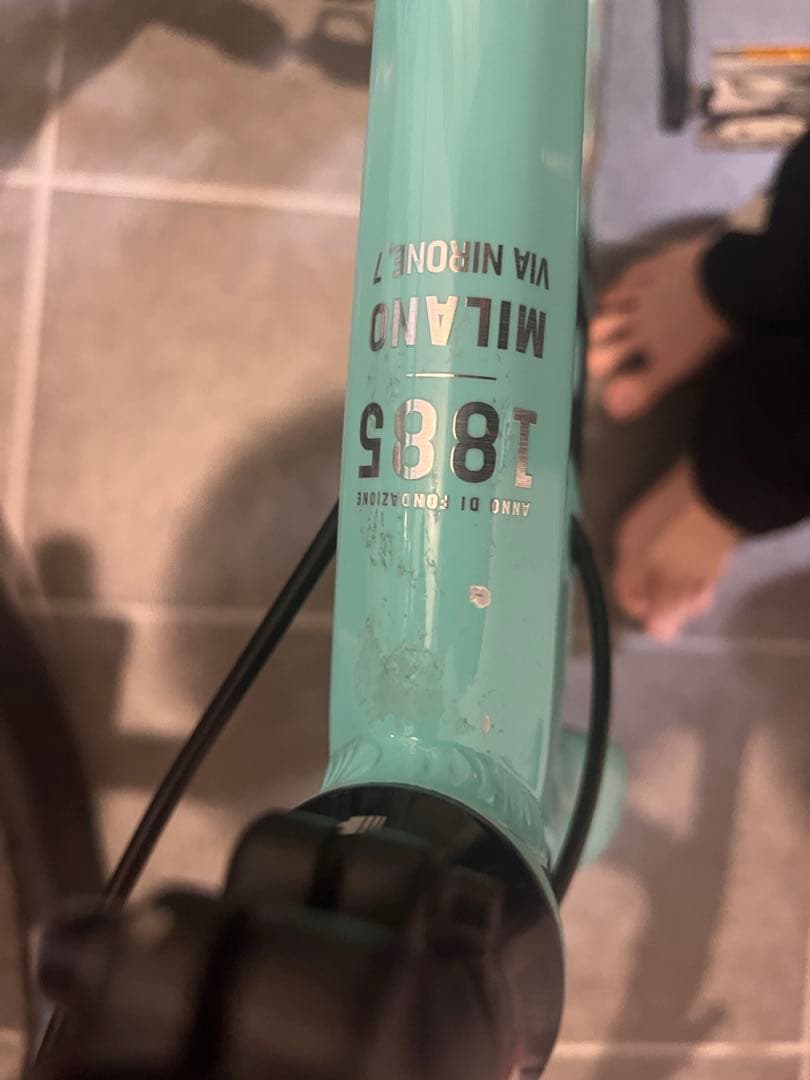 ANNO DI FONDAZIONE
1885
MILANO
VIA NIRONE, 7